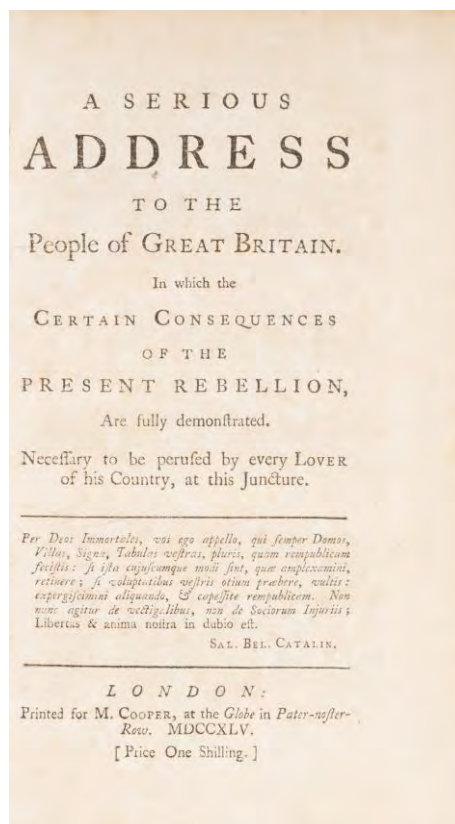 A SERIOUS
ADDRESS
TO THE
People of GREAT BRITAIN.
In which the
CERTAIN CONSEQUENCES
OF THE
PRESENT REBELLION,
Are fully demonſtrated.
Neceſſary to be peruſed by every LOVER
of his Country, at this Juncture.
Per Deos Immortales, vos ego appello, qui ſemper Domos,
Villas, Signa, Tabulas veſtras, pluris, quam rempublicam
feciſtis: ſi iſta cujuſcumque modi ſint, quæ amplexamini,
retinere; ſi voluptatibus veſtris otium præbere, vultis:
expergiſcimini aliquando, & capeſſite rempublicam. Non
nunc agitur de vectigalibus, non de Sociorum Injuriis;
Libertas & anima noſtra in dubio eſt.
SAL. BEL. CATALIN.
LONDON:
Printed for M. COOPER, at the Globe in Pater-noſter-
Row. MDCCXLV.
[Price One Shilling.]